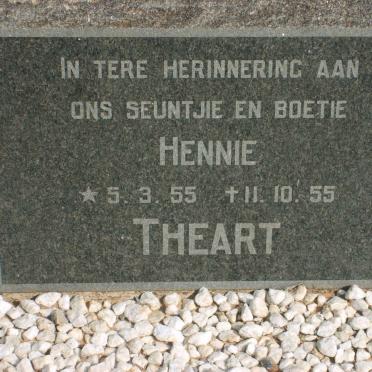 IN TERE HERINNERING AAN
ONS SEUNTJIE EN BOETIE
HENNIE
★ 5. 3. 55 ✝ 11. 10. 55
THEART